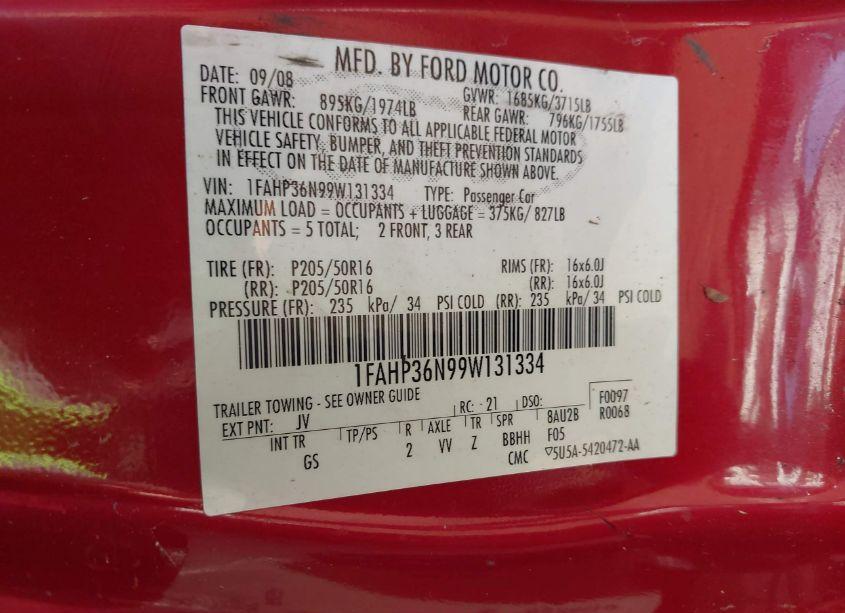 MFD. BY FORD MOTOR CO.
DATE: 09/08 GVWR: 1685KG/3715LB
FRONT GAWR: 895KG/1974LB REAR GAWR: 796KG/1755LB
THIS VEHICLE CONFORMS TO ALL APPLICABLE FEDERAL MOTOR
VEHICLE SAFETY, BUMPER, AND THEFT PREVENTION STANDARDS
IN EFFECT ON THE DATE OF MANUFACTURE SHOWN ABOVE.
VIN: 1FAHP36N99W131334 TYPE: Passenger Car
MAXIMUM LOAD = OCCUPANTS + LUGGAGE = 375KG/ 827LB
OCCUPANTS = 5 TOTAL; 2 FRONT, 3 REAR
TIRE (FR): P205/50R16 RIMS (FR): 16x6.0J
(RR): P205/50R16 (RR): 16x6.0J
PRESSURE (FR): 235 kPa/ 34 PSI COLD (RR): 235 kPa/ 34 PSI COLD
1FAHP36N99W131334
TRAILER TOWING - SEE OWNER GUIDE F0097
EXT PNT: JV RC: 21 DSO: R0068
INT TR TP/PS R AXLE TR SPR 8AU2B
GS 2 VV Z BBHH F05
CMC ▽5U5A-5420472-AA